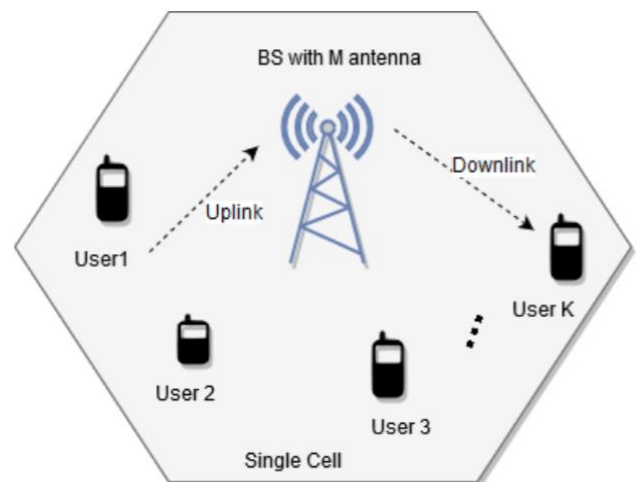 BS with M antenna
Downlink
Uplink
User1
User K
User 2
User 3
Single Cell